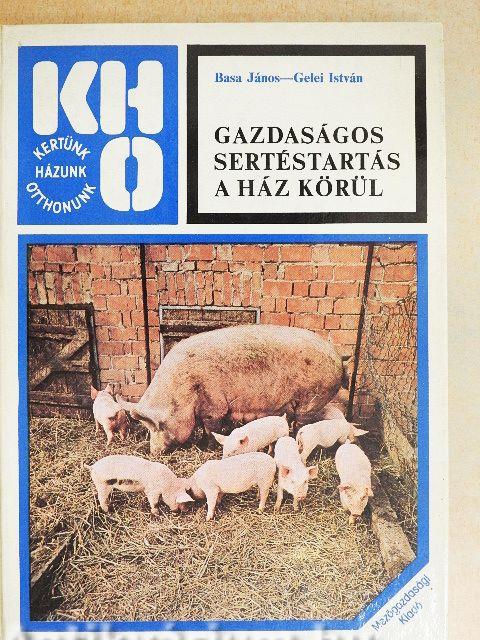 KH
O
KERTÜNK
HÁZUNK
OTTHONUNK
Basa János—Gelei István
GAZDASÁGOS
SERTÉSTARTÁS
A HÁZ KÖRÜL
Mezőgazdasági
Kiadó